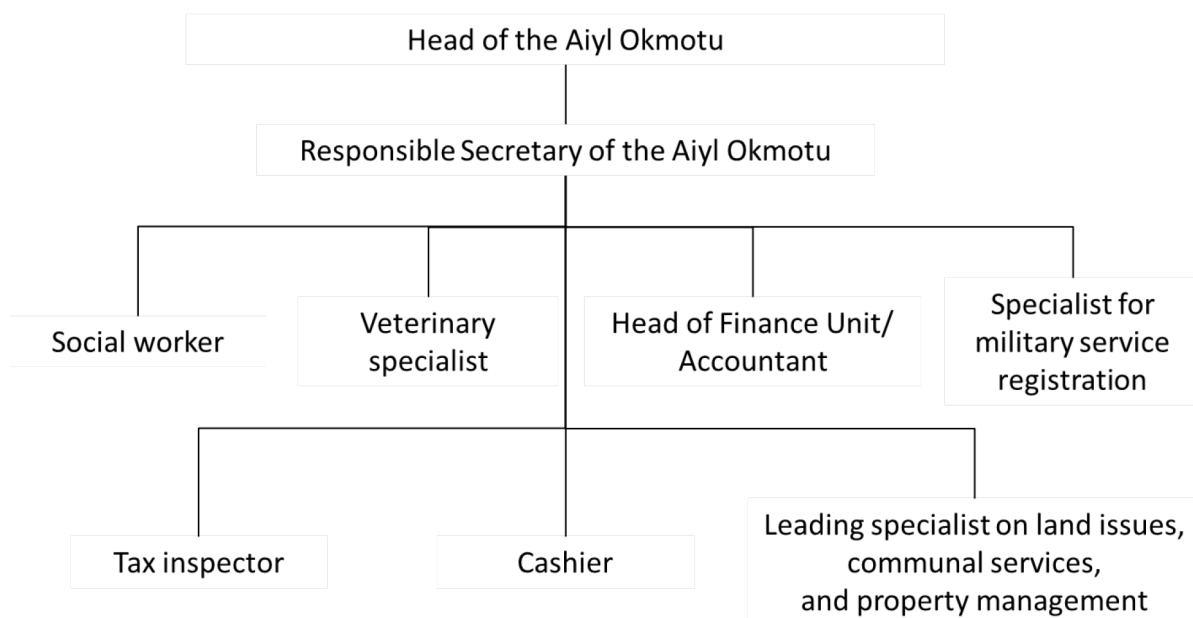 Head of the Aiyl Okmotu
Responsible Secretary of the Aiyl Okmotu
Social worker
Veterinary
specialist
Head of Finance Unit/
Accountant
Specialist for
military service
registration
Tax inspector
Cashier
Leading specialist on land issues,
communal services,
and property management